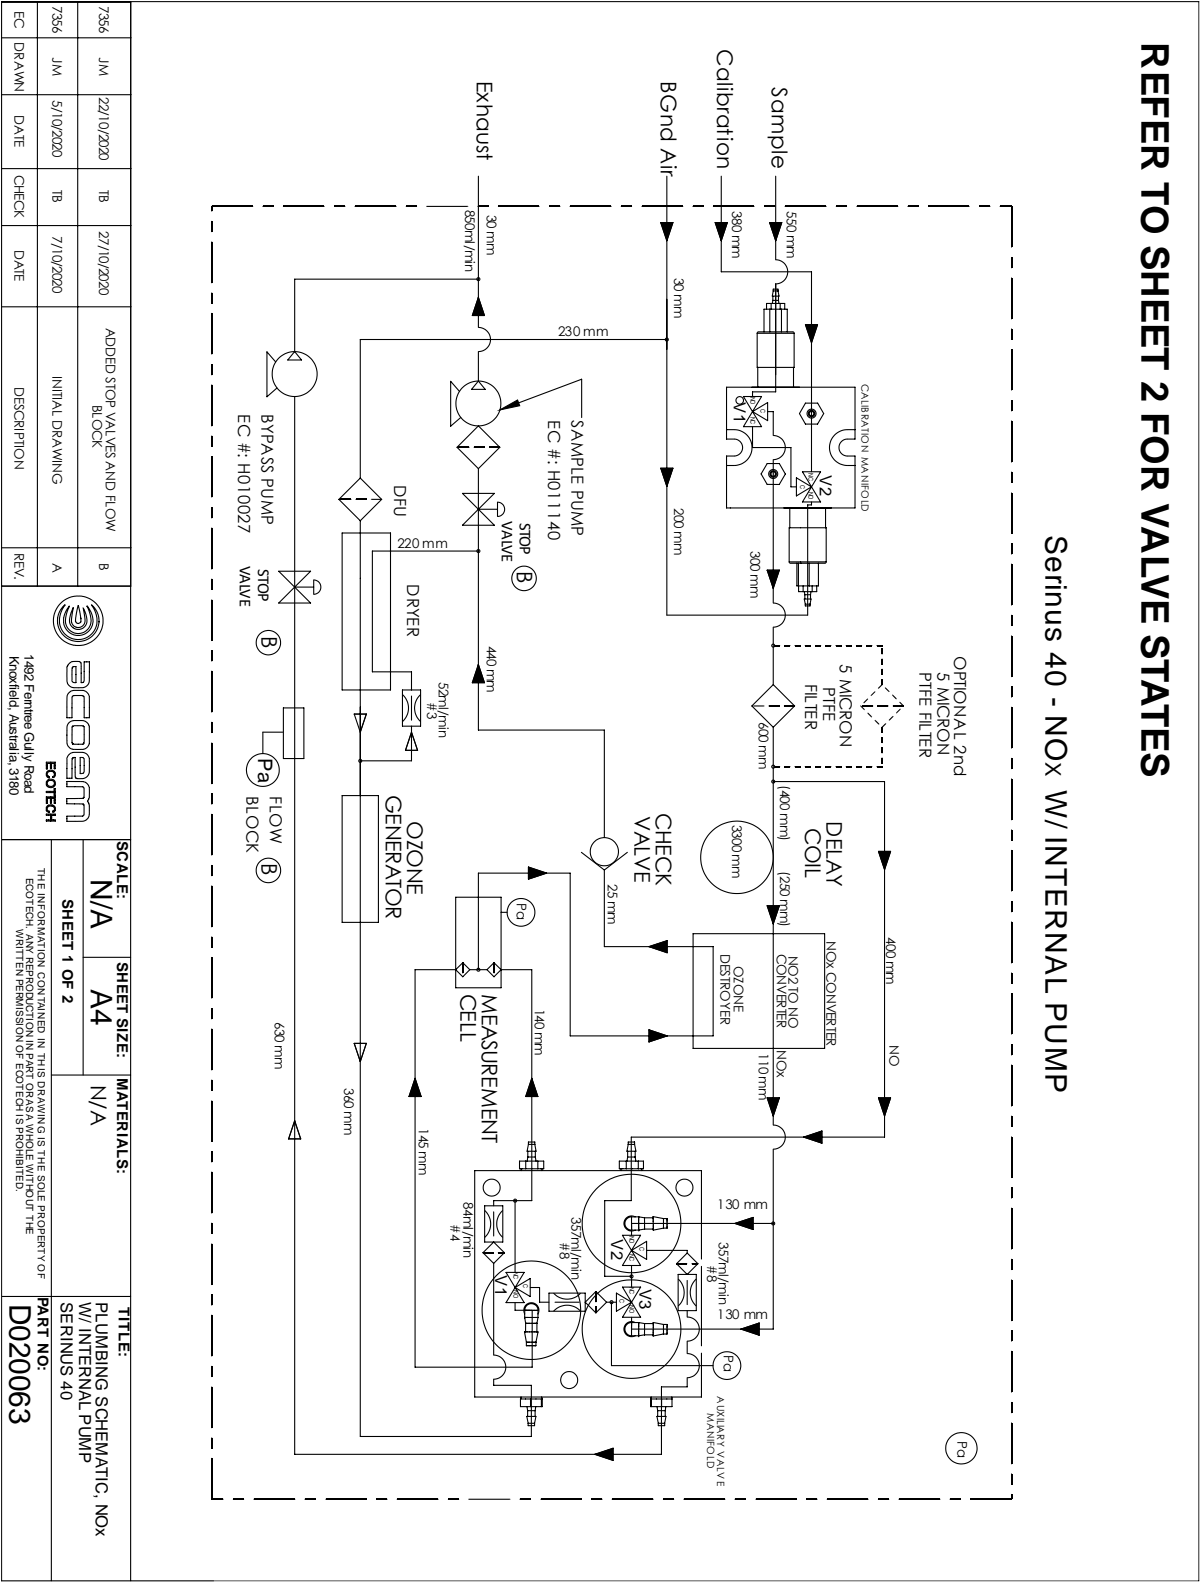 REFER TO SHEET 2 FOR VALVE STATES
Serinus 40 - NOx W/ INTERNAL PUMP
Sample
Calibration
BGnd Air
Exhaust
550 mm
380 mm
30 mm
30 mm
850ml/min
CALIBRATION MANIFOLD
V1
V2
NO
C
NC
NC
C
NO
230 mm
200 mm
300 mm
OPTIONAL 2nd
5 MICRON
PTFE FILTER
5 MICRON
PTFE
FILTER
600 mm
(400 mm)
DELAY
COIL
3300 mm
(250 mm)
400 mm
NO
NOx CONVERTER
NO2 TO NO
CONVERTER
OZONE
DESTROYER
NOx
110 mm
CHECK
VALVE
25 mm
440 mm
SAMPLE PUMP
EC #: H011140
STOP
VALVE
B
DFU
220 mm
DRYER
52ml/min
#3
OZONE
GENERATOR
BYPASS PUMP
EC #: H010027
STOP
VALVE
B
Pa
FLOW
BLOCK
B
Pa
MEASUREMENT
CELL
140 mm
145 mm
360 mm
630 mm
130 mm
130 mm
357ml/min
#8
357ml/min
#8
84ml/min
#4
V2
V3
V1
Pa
AUXILIARY VALVE
MANIFOLD
Pa
7356 JM 22/10/2020 TB 27/10/2020 ADDED STOP VALVES AND FLOW
BLOCK B
7356 JM 5/10/2020 TB 7/10/2020 INITIAL DRAWING A
EC DRAWN DATE CHECK DATE DESCRIPTION REV.
acoem
ECOTECH
1492 Ferntree Gully Road
Knoxfield, Australia, 3180
SCALE:
N/A
SHEET SIZE:
A4
SHEET 1 OF 2
MATERIALS:
N/A
THE INFORMATION CONTAINED IN THIS DRAWING IS THE SOLE PROPERTY OF
ECOTECH. ANY REPRODUCTION IN PART OR AS A WHOLE WITHOUT THE
WRITTEN PERMISSION OF ECOTECH IS PROHIBITED.
TITLE:
PLUMBING SCHEMATIC, NOx
W/ INTERNAL PUMP
SERINUS 40
PART NO:
D020063